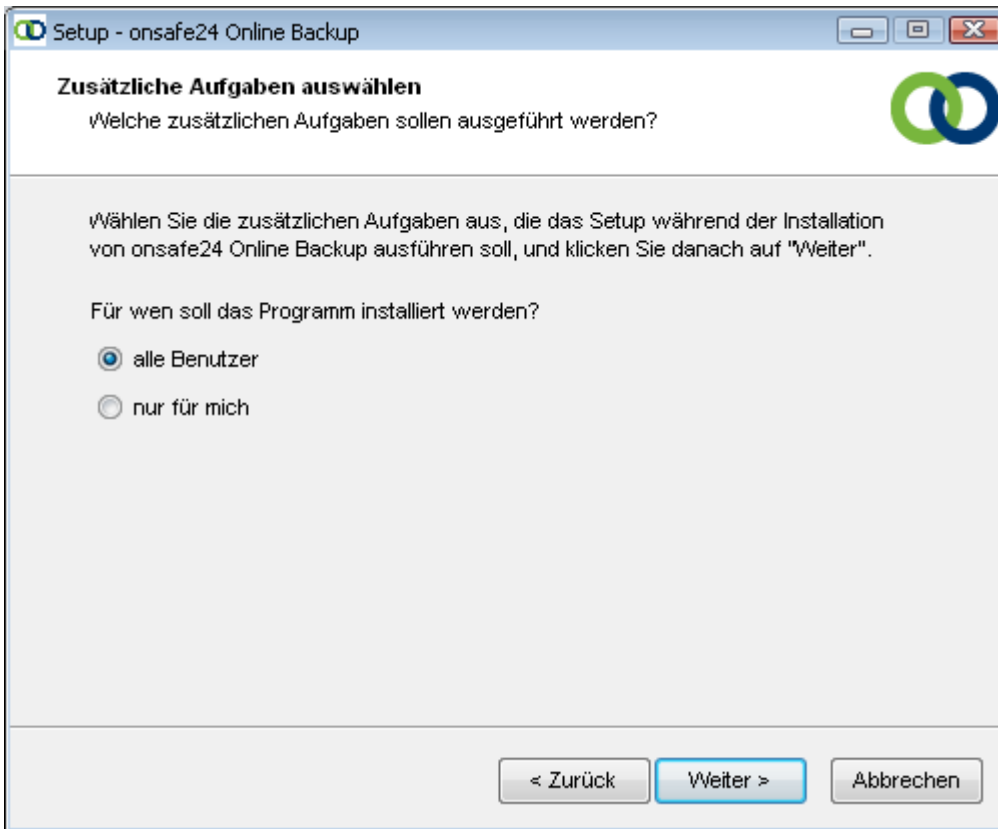 Setup - onsafe24 Online Backup
Zusätzliche Aufgaben auswählen
Welche zusätzlichen Aufgaben sollen ausgeführt werden?
Wählen Sie die zusätzlichen Aufgaben aus, die das Setup während der Installation
von onsafe24 Online Backup ausführen soll, und klicken Sie danach auf "Weiter".
Für wen soll das Programm installiert werden?
alle Benutzer
nur für mich
< Zurück
Weiter >
Abbrechen